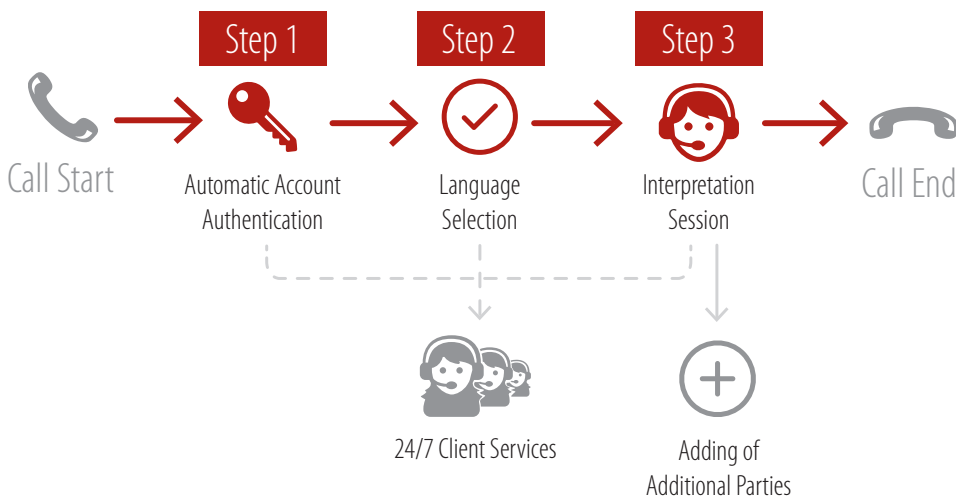 Step 1
Step 2
Step 3
Call Start
Automatic Account
Authentication
Language
Selection
Interpretation
Session
Call End
24/7 Client Services
Adding of
Additional Parties